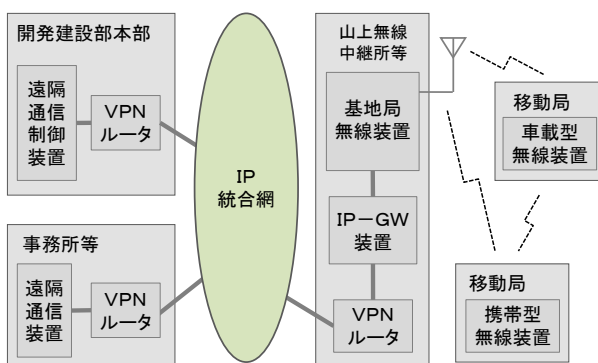 開発建設部本部
遠隔
通信
制御
装置
VPN
ルータ
事務所等
遠隔
通信
装置
VPN
ルータ
IP
統合網
山上無線
中継所等
基地局
無線装置
IP－GW
装置
VPN
ルータ
移動局
車載型
無線装置
移動局
携帯型
無線装置